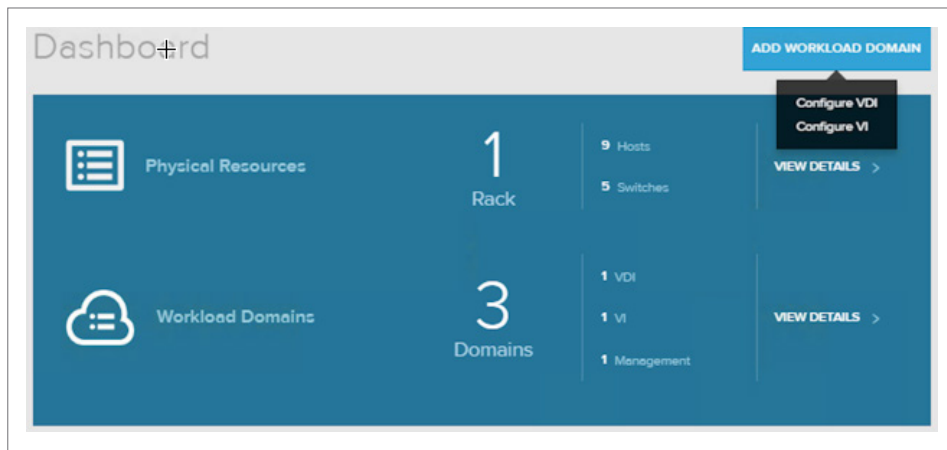 Dashboard
ADD WORKLOAD DOMAIN
Configure VDI
Configure VI
Physical Resources
1
Rack
9 Hosts
5 Switches
VIEW DETAILS >
Workload Domains
3
Domains
1 VDI
1 VI
1 Management
VIEW DETAILS >